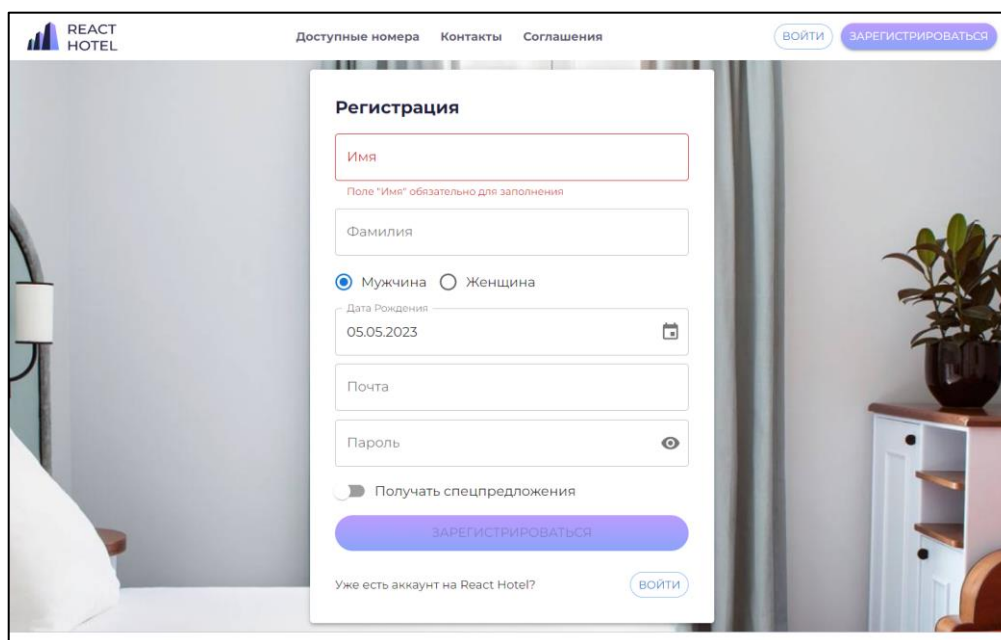 REACT
HOTEL
Доступные номера Контакты Соглашения ВОЙТИ ЗАРЕГИСТРИРОВАТЬСЯ
Регистрация
Имя
Поле "Имя" обязательно для заполнения
Фамилия
Мужчина Женщина
Дата Рождения
05.05.2023
Почта
Пароль
Получать спецпредложения
ЗАРЕГИСТРИРОВАТЬСЯ
Уже есть аккаунт на React Hotel? ВОЙТИ